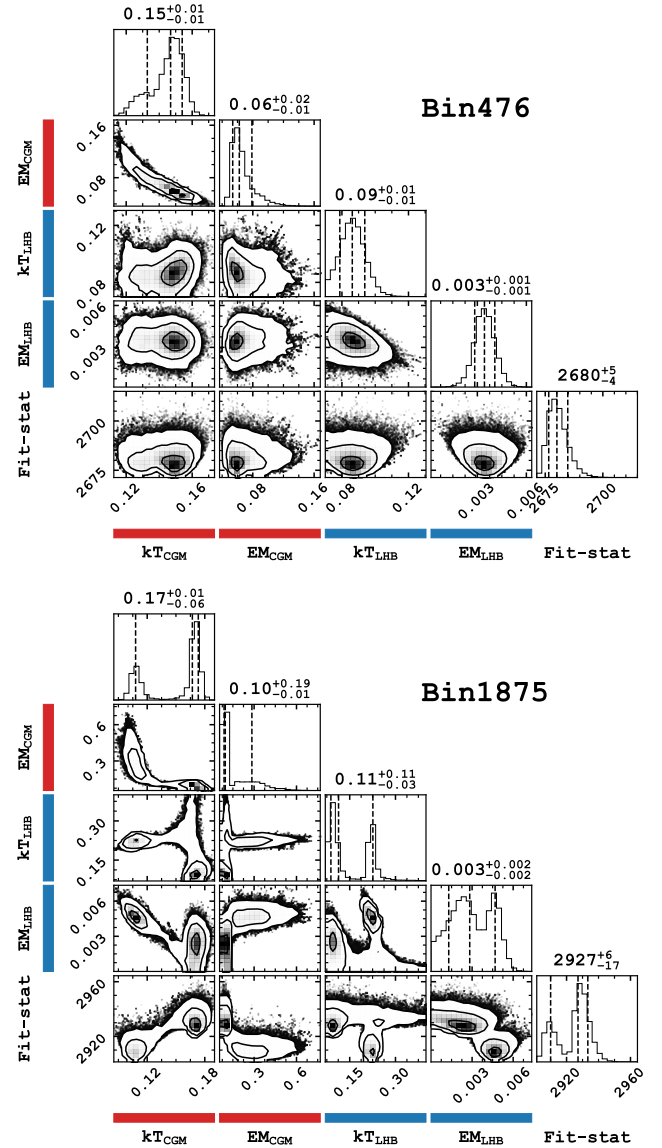 0.15+0.01−0.01
Bin476
0.06+0.02−0.01
EMCGM
0.16
0.08
0.09+0.01−0.01
kTLHB
0.12
0.08
0.003+0.001−0.001
EMLHB
0.006
0.003
2680+5−4
Fit-stat
2700
2675
0.12 0.16 0.08 0.16 0.08 0.12 0.003 0.006 2675 2700
kTCGM EMCGM kTLHB EMLHB Fit-stat
0.17+0.01−0.06
Bin1875
0.10+0.19−0.01
EMCGM
0.6
0.3
0.11+0.11−0.03
kTLHB
0.30
0.15
0.003+0.002−0.002
EMLHB
0.006
0.003
2927+6−17
Fit-stat
2960
2920
0.12 0.18 0.3 0.6 0.15 0.30 0.003 0.006 2920 2960
kTCGM EMCGM kTLHB EMLHB Fit-stat